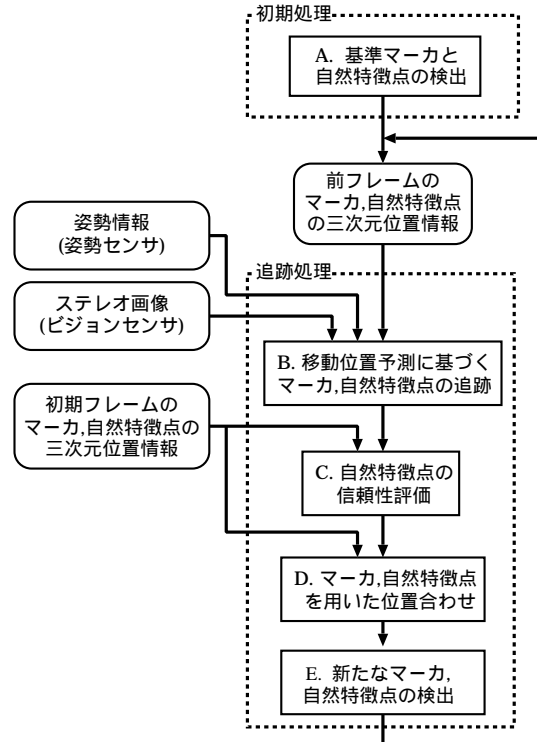 初期処理
A. 基準マーカと
自然特徴点の検出
前フレームの
マーカ,自然特徴点
の三次元位置情報
姿勢情報
(姿勢センサ)
追跡処理
ステレオ画像
(ビジョンセンサ)
B. 移動位置予測に基づく
マーカ,自然特徴点の追跡
初期フレームの
マーカ,自然特徴点の
三次元位置情報
C. 自然特徴点の
信頼性評価
D. マーカ,自然特徴点
を用いた位置合わせ
E. 新たなマーカ,
自然特徴点の検出